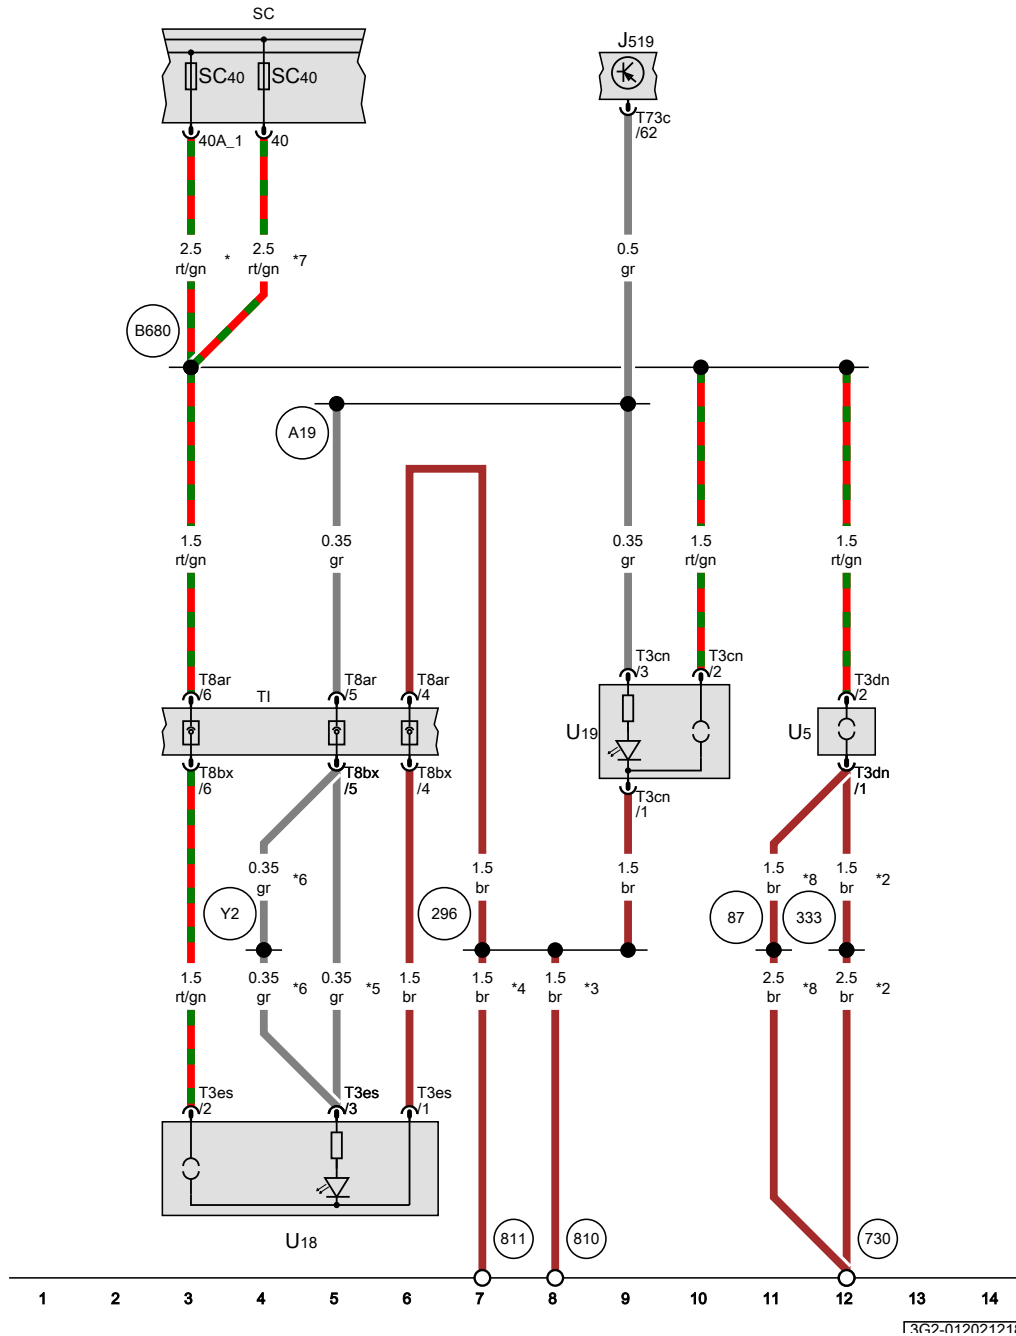 SC
J519
SC40 SC40
T73c
/62
40A_1 40
2.5
rt/gn
*
2.5
rt/gn
*7
0.5
gr
B680
A19
1.5
rt/gn
0.35
gr
0.35
gr
1.5
rt/gn
1.5
rt/gn
T8ar
/6
TI
T8ar
/5
T8ar
/4
T3cn
/3
T3cn
/2
T3dn
/2
U19
U5
T8bx
/6
T8bx
/5
T8bx
/4
T3cn
/1
T3dn
/1
0.35
gr
*6
1.5
br
1.5
br
1.5
br
*8
1.5
br
*2
Y2
296
87
333
1.5
rt/gn
0.35
gr
*6
0.35
gr
*5
1.5
br
1.5
br
*4
1.5
br
*3
2.5
br
*8
2.5
br
*2
T3es
/2
T3es
/3
T3es
/1
U18
811
810
730
1 2 3 4 5 6 7 8 9 10 11 12 13 14
3G2-012021218